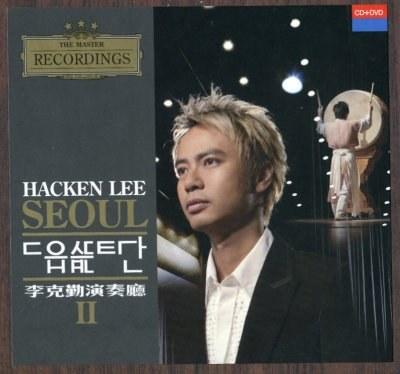 THE MASTER
RECORDINGS
CD+DVD
HACKEN LEE
SEOUL
李克勤演奏廳
II